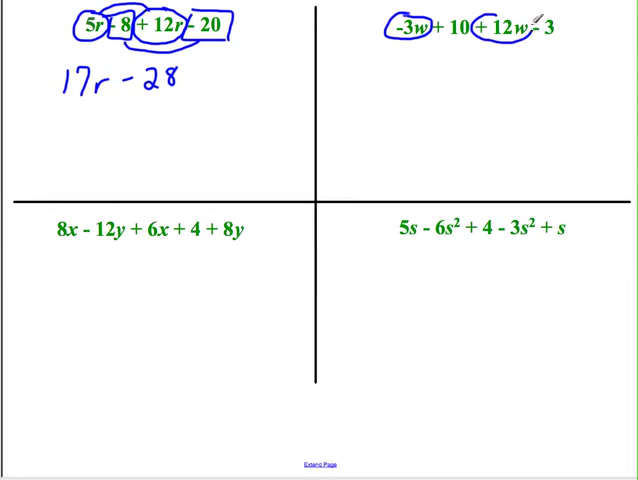 5r - 8 + 12r - 20
17r - 28
-3w + 10 + 12w - 3
8x - 12y + 6x + 4 + 8y
5s - 6s² + 4 - 3s² + s
Extend Page